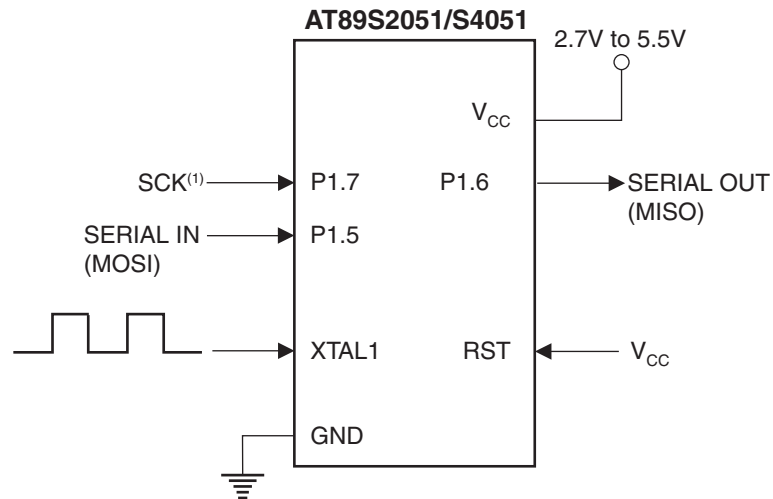 AT89S2051/S4051
2.7V to 5.5V
VCC
SCK(1)
P1.7
P1.6
SERIAL OUT
(MISO)
SERIAL IN
(MOSI)
P1.5
XTAL1
RST
VCC
GND